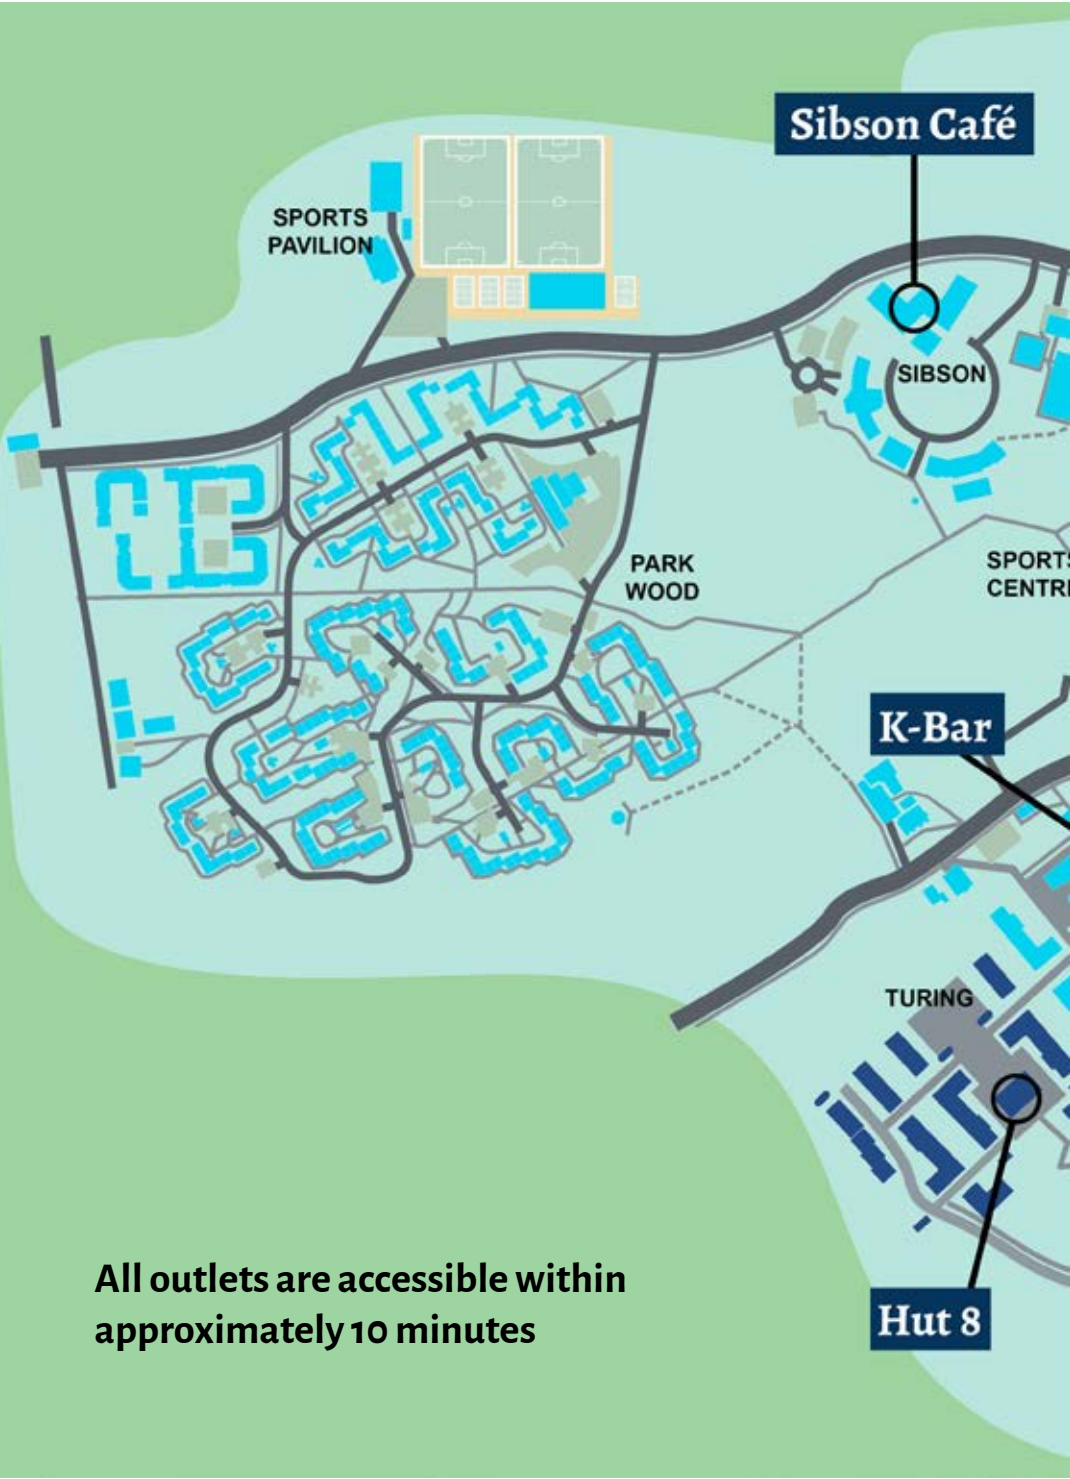 Sibson Café
SPORTS
PAVILION
SIBSON
PARK
WOOD
K-Bar
TURING
Hut 8
All outlets are accessible within
approximately 10 minutes